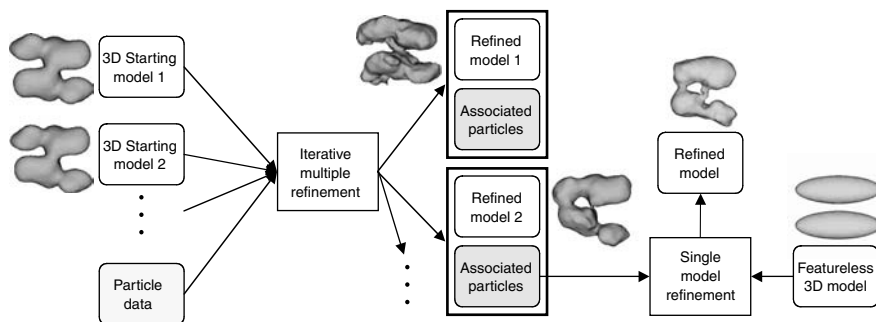 3D Starting
model 1
3D Starting
model 2
Particle
data
Iterative
multiple
refinement
Refined
model 1
Associated
particles
Refined
model 2
Associated
particles
Refined
model
Single
model
refinement
Featureless
3D model